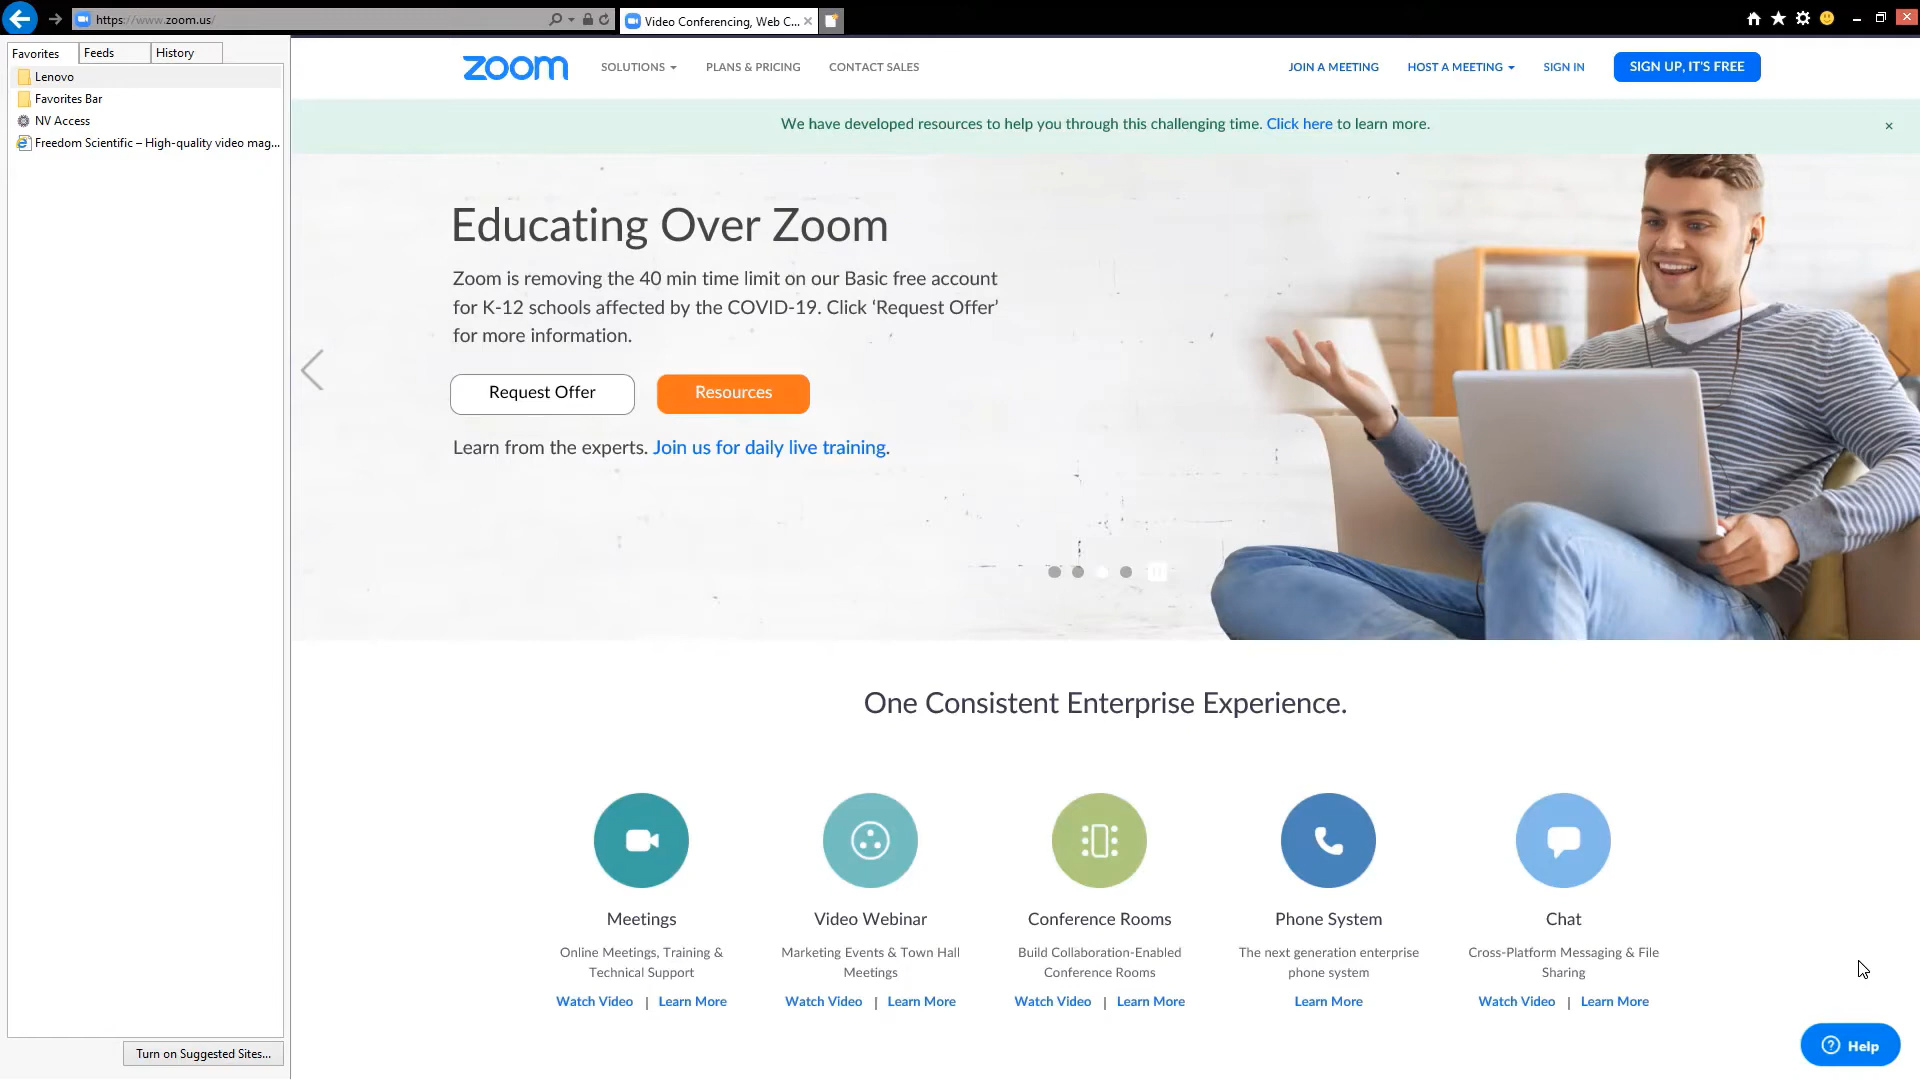 https://www.zoom.us/
Video Conferencing, Web C...
Favorites
Feeds
History
Lenovo
Favorites Bar
NV Access
Freedom Scientific – High-quality video mag...
Turn on Suggested Sites...
zoom
SOLUTIONS
PLANS & PRICING
CONTACT SALES
JOIN A MEETING
HOST A MEETING
SIGN IN
SIGN UP, IT'S FREE
We have developed resources to help you through this challenging time. Click here to learn more.
Educating Over Zoom
Zoom is removing the 40 min time limit on our Basic free account
for K-12 schools affected by the COVID-19. Click ‘Request Offer’
for more information.
Request Offer
Resources
Learn from the experts. Join us for daily live training.
One Consistent Enterprise Experience.
Meetings
Online Meetings, Training &
Technical Support
Watch Video | Learn More
Video Webinar
Marketing Events & Town Hall
Meetings
Watch Video | Learn More
Conference Rooms
Build Collaboration-Enabled
Conference Rooms
Watch Video | Learn More
Phone System
The next generation enterprise
phone system
Learn More
Chat
Cross-Platform Messaging & File
Sharing
Watch Video | Learn More
Help